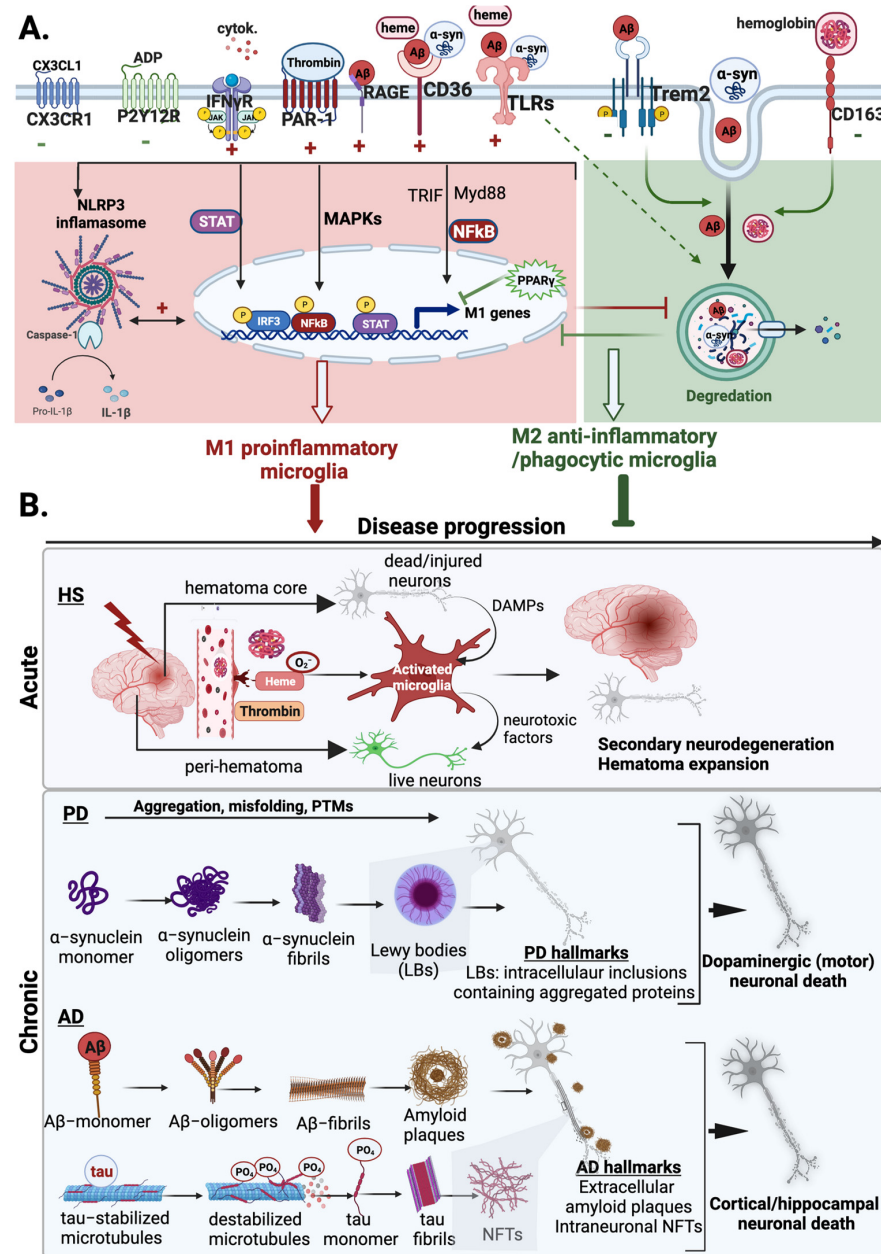 A.
cytok.
heme
heme
hemoglobin
CX3CL1
ADP
Thrombin
Aβ
Aβ
α-syn
Aβ
α-syn
Aβ
α-syn
IFNγR
JAK
JAK
P
P
P
P
RAGE
CD36
TLRs
P
P
Trem2
Aβ
CD163
CX3CR1
P2Y12R
PAR-1
-
-
+
+
+
+
+
-
-
NLRP3
inflamasome
STAT
MAPKs
TRIF
Myd88
NFkB
Aβ
PPARγ
P
IRF3
P
NFkB
P
STAT
M1 genes
+
Caspase-1
Pro-IL-1β
IL-1β
Aβ
α-syn
Degredation
M1 proinflammatory
microglia
M2 anti-inflammatory
/phagocytic microglia
B.
Disease progression
Acute
HS
hematoma core
dead/injured
neurons
DAMPs
O₂⁻
Heme
Thrombin
Activated
microglia
neurotoxic
factors
peri-hematoma
live neurons
Secondary neurodegeneration
Hematoma expansion
Chronic
PD
Aggregation, misfolding, PTMs
α-synuclein
monomer
α-synuclein
oligomers
α-synuclein
fibrils
Lewy bodies
(LBs)
PD hallmarks
LBs: intracellulaur inclusions
containing aggregated proteins
Dopaminergic (motor)
neuronal death
AD
Aβ
Aβ-monomer
Aβ-oligomers
Aβ-fibrils
Amyloid
plaques
tau
PO₄
PO₄
PO₄
PO₄
tau-stabilized
microtubules
destabilized
microtubules
tau
monomer
tau
fibrils
NFTs
AD hallmarks
Extracellular
amyloid plaques
Intraneuronal NFTs
Cortical/hippocampal
neuronal death